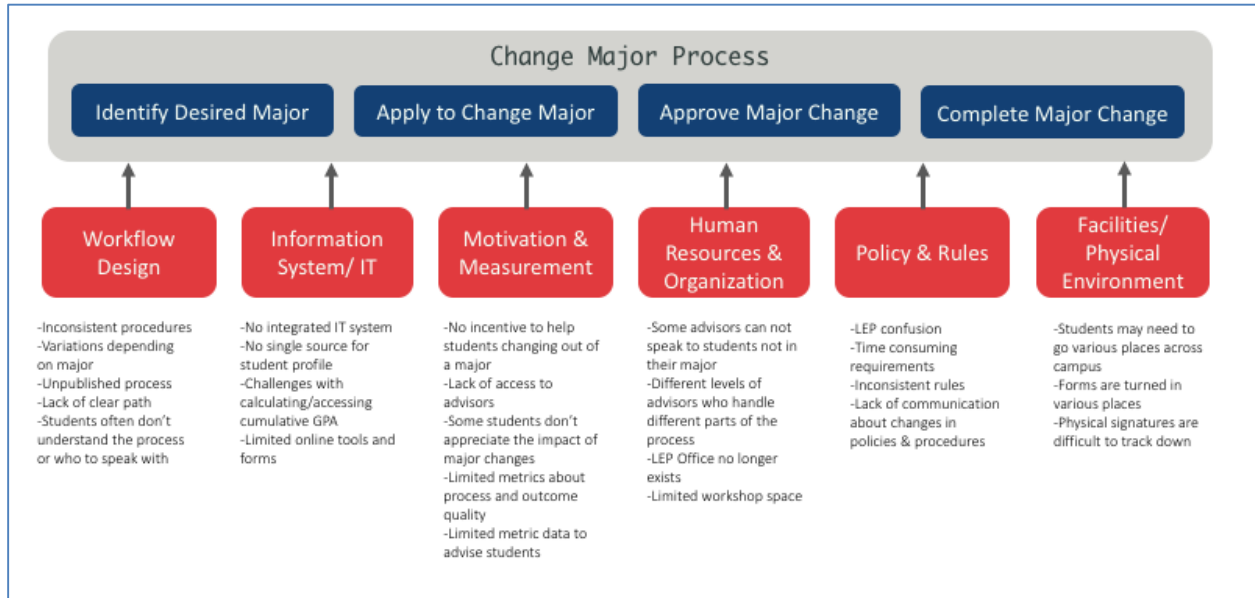 Change Major Process
Identify Desired Major
Apply to Change Major
Approve Major Change
Complete Major Change
Workflow
Design
Information
System/ IT
Motivation &
Measurement
Human
Resources &
Organization
Policy & Rules
Facilities/
Physical
Environment
-Inconsistent procedures
-Variations depending
on major
-Unpublished process
-Lack of clear path
-Students often don't
understand the process
or who to speak with
-No integrated IT system
-No single source for
student profile
-Challenges with
calculating/accessing
cumulative GPA
-Limited online tools and
forms
-No incentive to help
students changing out of
a major
-Lack of access to
advisors
-Some students don't
appreciate the impact of
major changes
-Limited metrics about
process and outcome
quality
-Limited metric data to
advise students
-Some advisors can not
speak to students not in
their major
-Different levels of
advisors who handle
different parts of the
process
-LEP Office no longer
exists
-Limited workshop space
-LEP confusion
-Time consuming
requirements
-Inconsistent rules
-Lack of communication
about changes in
policies & procedures
-Students may need to
go various places across
campus
-Forms are turned in
various places
-Physical signatures are
difficult to track down